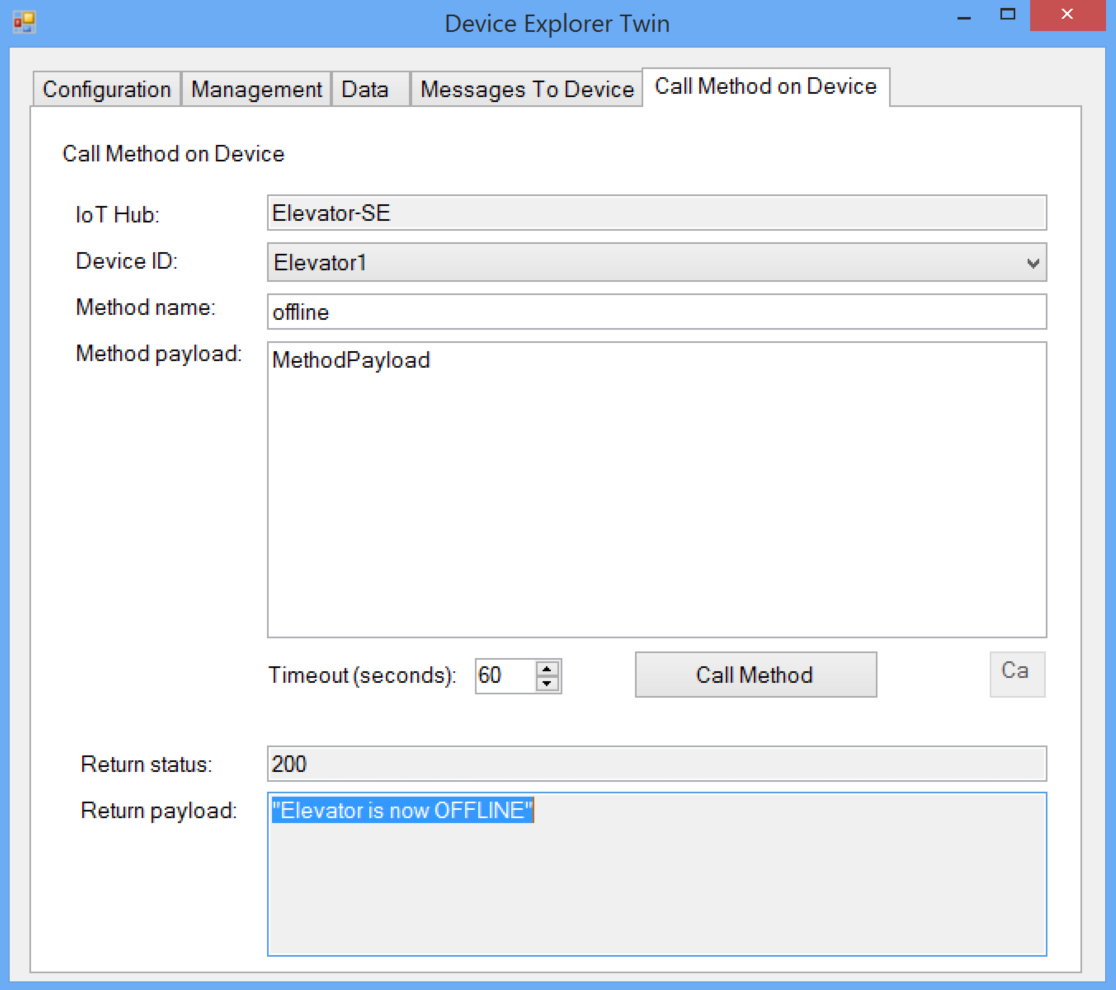 Device Explorer Twin
Configuration Management Data Messages To Device Call Method on Device
Call Method on Device
IoT Hub: Elevator-SE
Device ID: Elevator1
Method name: offline
Method payload: MethodPayload
Timeout (seconds): 60 Call Method Ca
Return status: 200
Return payload: "Elevator is now OFFLINE"